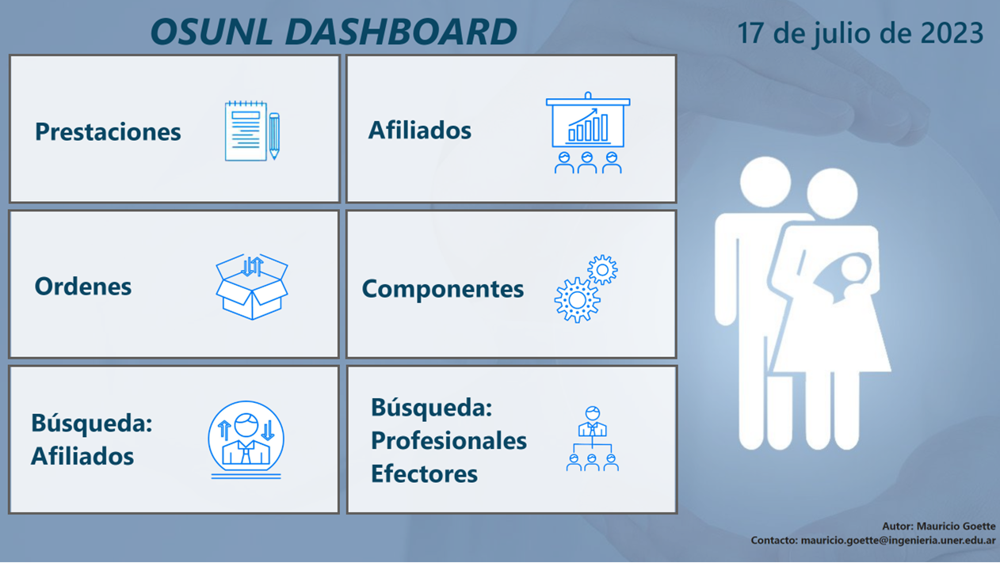 OSUNL DASHBOARD
17 de julio de 2023
Prestaciones
Afiliados
Ordenes
Componentes
Búsqueda:
Afiliados
Búsqueda:
Profesionales
Efectores
Autor: Mauricio Goette
Contacto: mauricio.goette@ingenieria.uner.edu.ar